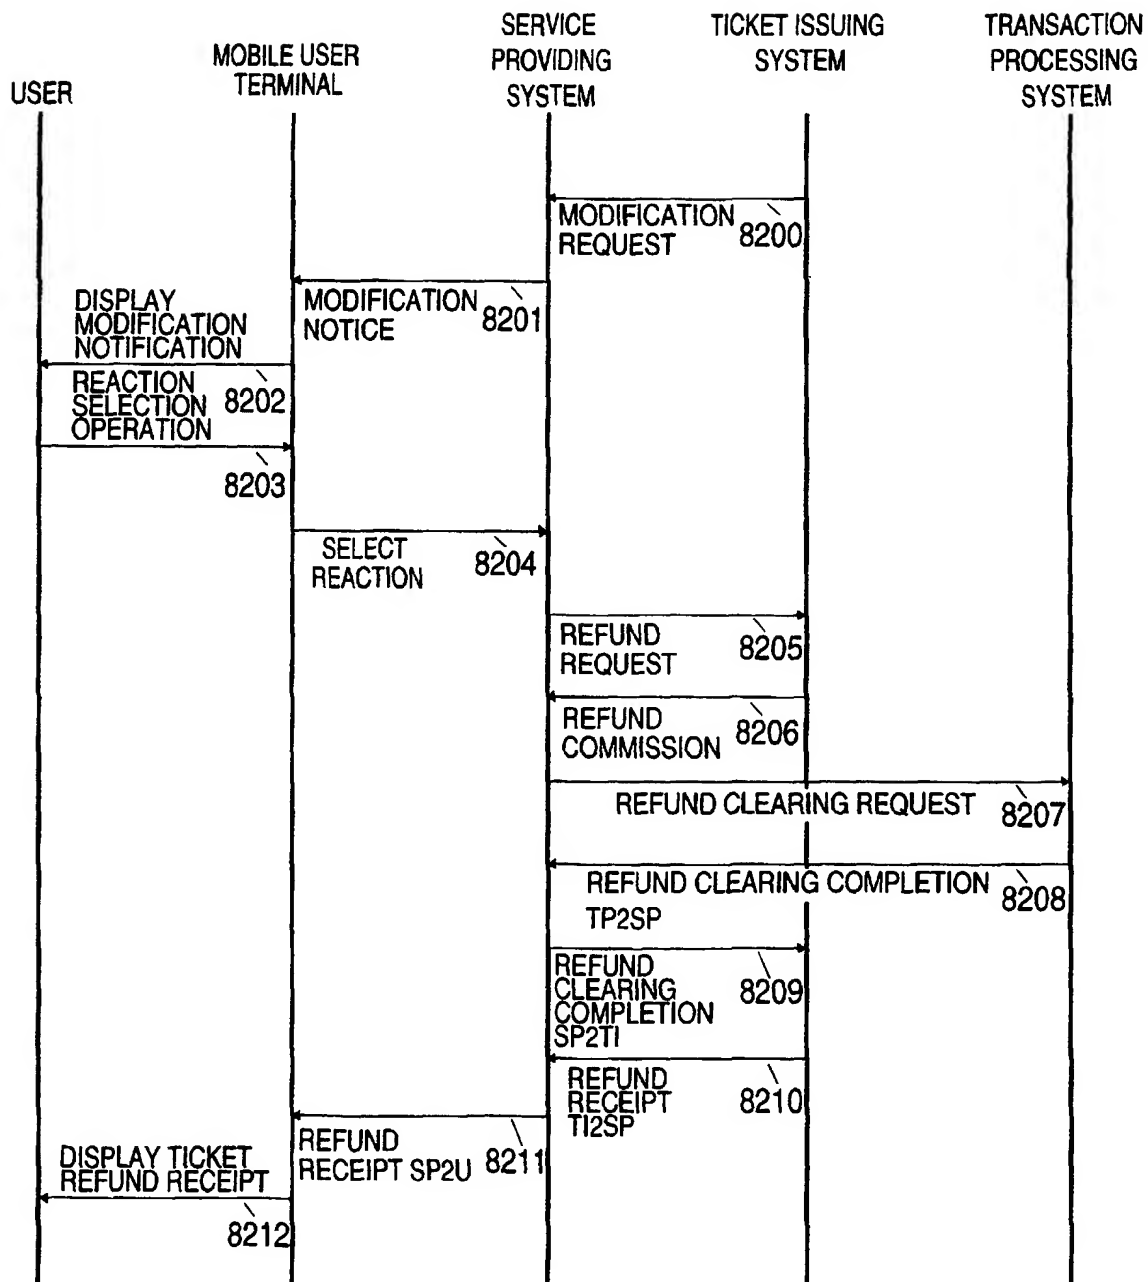 USER
MOBILE USER
TERMINAL
SERVICE
PROVIDING
SYSTEM
TICKET ISSUING
SYSTEM
TRANSACTION
PROCESSING
SYSTEM
MODIFICATION
REQUEST
8200
MODIFICATION
NOTICE
8201
DISPLAY
MODIFICATION
NOTIFICATION
8202
REACTION
SELECTION
OPERATION
8203
SELECT
REACTION
8204
REFUND
REQUEST
8205
REFUND
COMMISSION
8206
REFUND CLEARING REQUEST
8207
REFUND CLEARING COMPLETION
TP2SP
8208
REFUND
CLEARING
COMPLETION
SP2TI
8209
REFUND
RECEIPT
TI2SP
8210
REFUND
RECEIPT SP2U
8211
DISPLAY TICKET
REFUND RECEIPT
8212